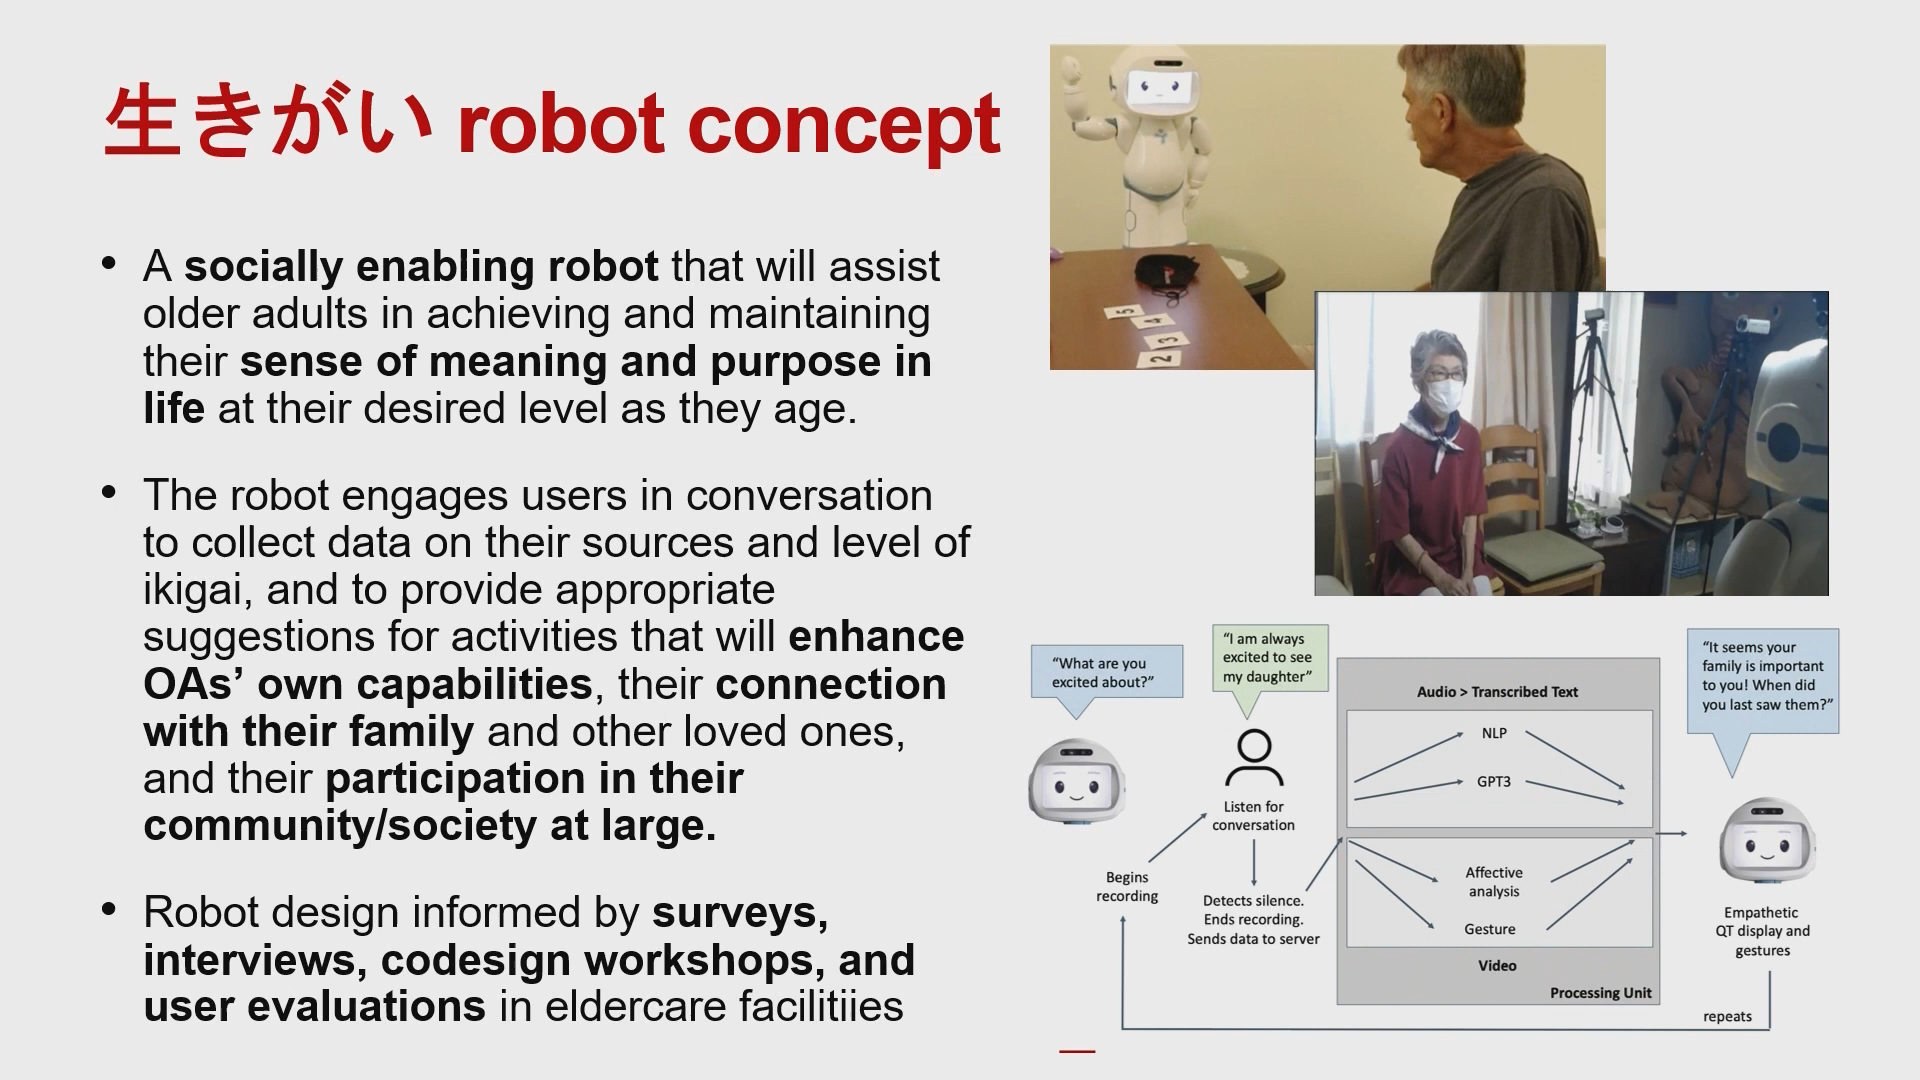 生きがい robot concept
• A socially enabling robot that will assist
older adults in achieving and maintaining
their sense of meaning and purpose in
life at their desired level as they age.
• The robot engages users in conversation
to collect data on their sources and level of
ikigai, and to provide appropriate
suggestions for activities that will enhance
OAs’ own capabilities, their connection
with their family and other loved ones,
and their participation in their
community/society at large.
• Robot design informed by surveys,
interviews, codesign workshops, and
user evaluations in eldercare facilitiies
5
4
3
2
“What are you
excited about?”
“I am always
excited to see
my daughter”
Begins
recording
Listen for
conversation
Detects silence.
Ends recording.
Sends data to server
Audio > Transcribed Text
NLP
GPT3
Affective
analysis
Gesture
Video
Processing Unit
“It seems your
family is important
to you! When did
you last saw them?”
Empathetic
QT display and
gestures
repeats